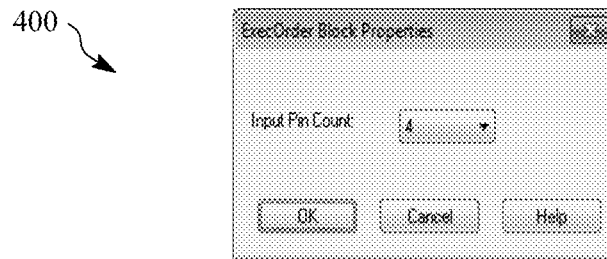 400
ExecOrder Block Properties
Input Pin Count:
4
OK Cancel Help